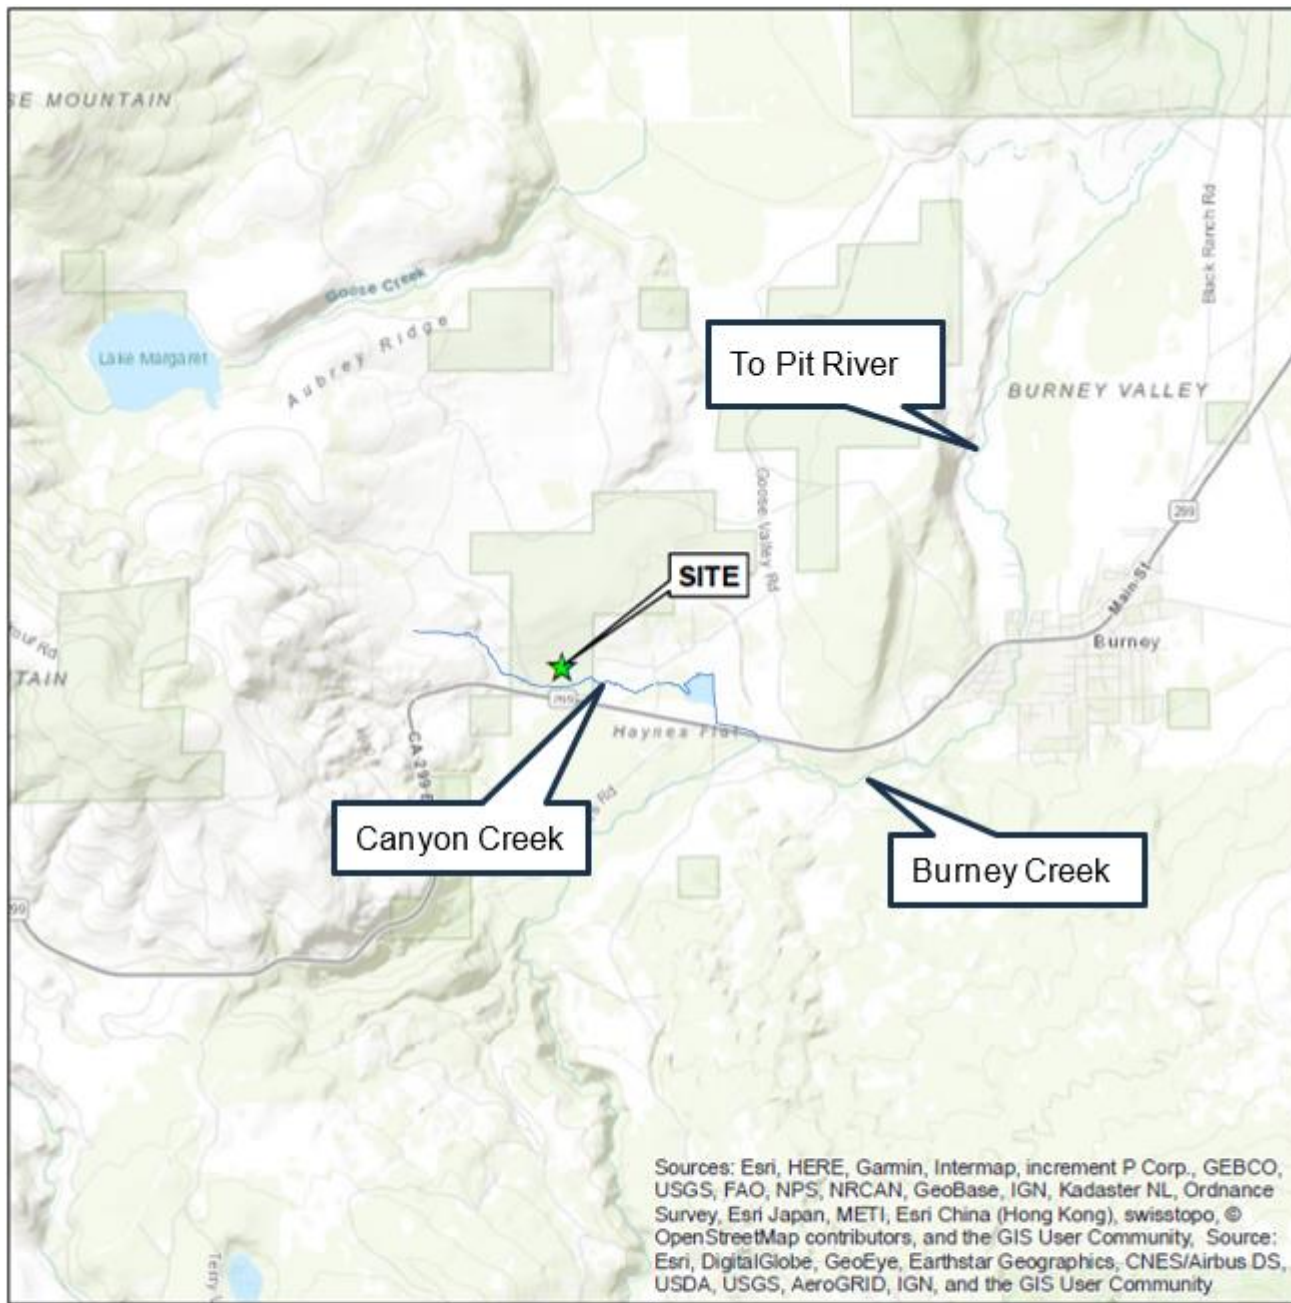 SE MOUNTAIN
Black Ranch Rd
Goose Creek
Lake Margaret
Aubrey Ridge
To Pit River
BURNEY VALLEY
Goose Valley Rd
299
SITE
Main St
Burney
Rd
TAIN
299
Haynes Flat
CA-299-E
Rd
Canyon Creek
Burney Creek
99
Sources: Esri, HERE, Garmin, Intermap, increment P Corp., GEBCO,
USGS, FAO, NPS, NRCAN, GeoBase, IGN, Kadaster NL, Ordnance
Survey, Esri Japan, METI, Esri China (Hong Kong), swisstopo, ©
OpenStreetMap contributors, and the GIS User Community, Source:
Esri, DigitalGlobe, GeoEye, Earthstar Geographics, CNES/Airbus DS,
USDA, USGS, AeroGRID, IGN, and the GIS User Community
Terry